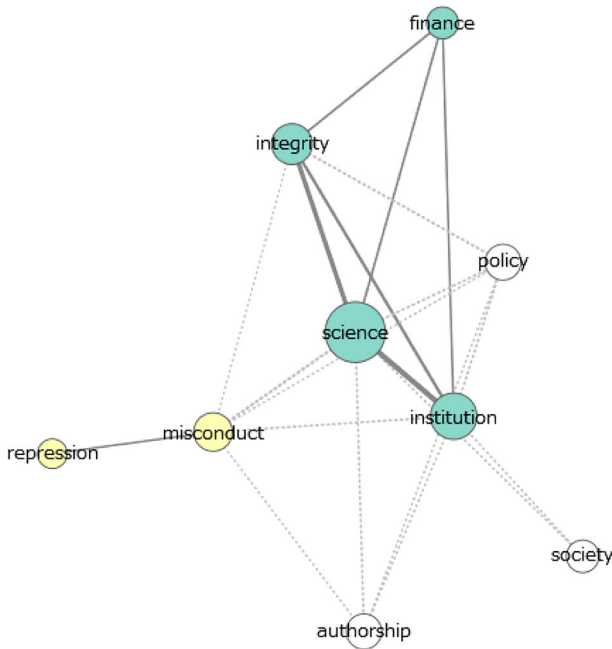 finance
integrity
policy
science
institution
misconduct
repression
society
authorship